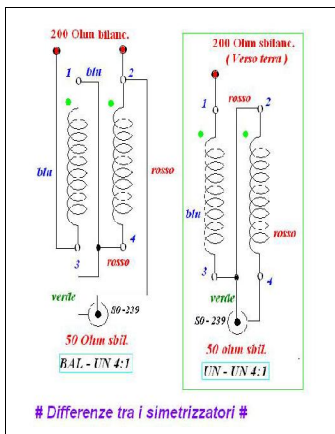 200 Ohm bilanc.
1
blu
2
blu
rosso
3
4
rosso
verde
SO-239
50 Ohm sbil.
BAL - UN 4:1
200 Ohm sbilanc.
( Verso terra )
1
rosso
2
blu
rosso
3
4
verde
SO-239
50 ohm sbil.
UN - UN 4:1
# Differenze tra i simetrizzatori #